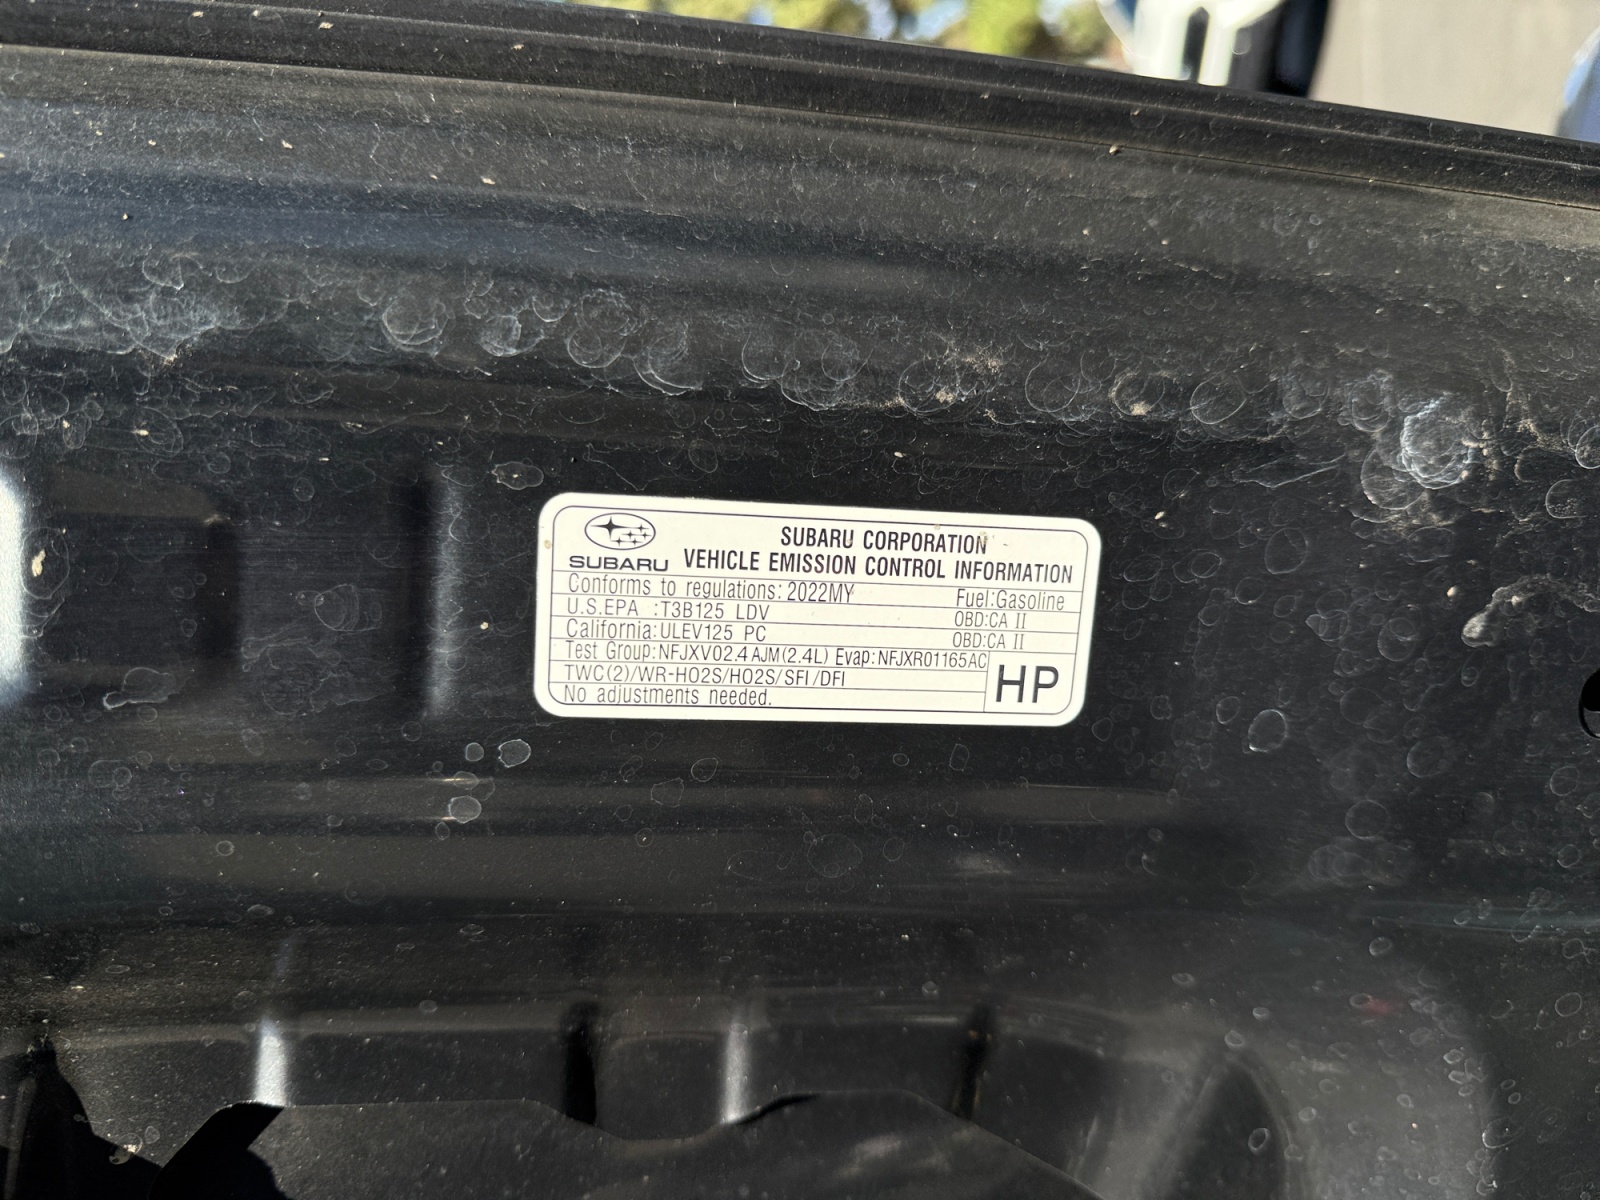 SUBARU CORPORATION
SUBARU VEHICLE EMISSION CONTROL INFORMATION
Conforms to regulations: 2022MY Fuel:Gasoline
U.S.EPA :T3B125 LDV OBD:CA II
California:ULEV125 PC OBD:CA II
Test Group:NFJXV02.4AJM(2.4L) Evap:NFJXR01165AC
TWC(2)/WR-HO2S/HO2S/SFI/DFI
No adjustments needed.
HP